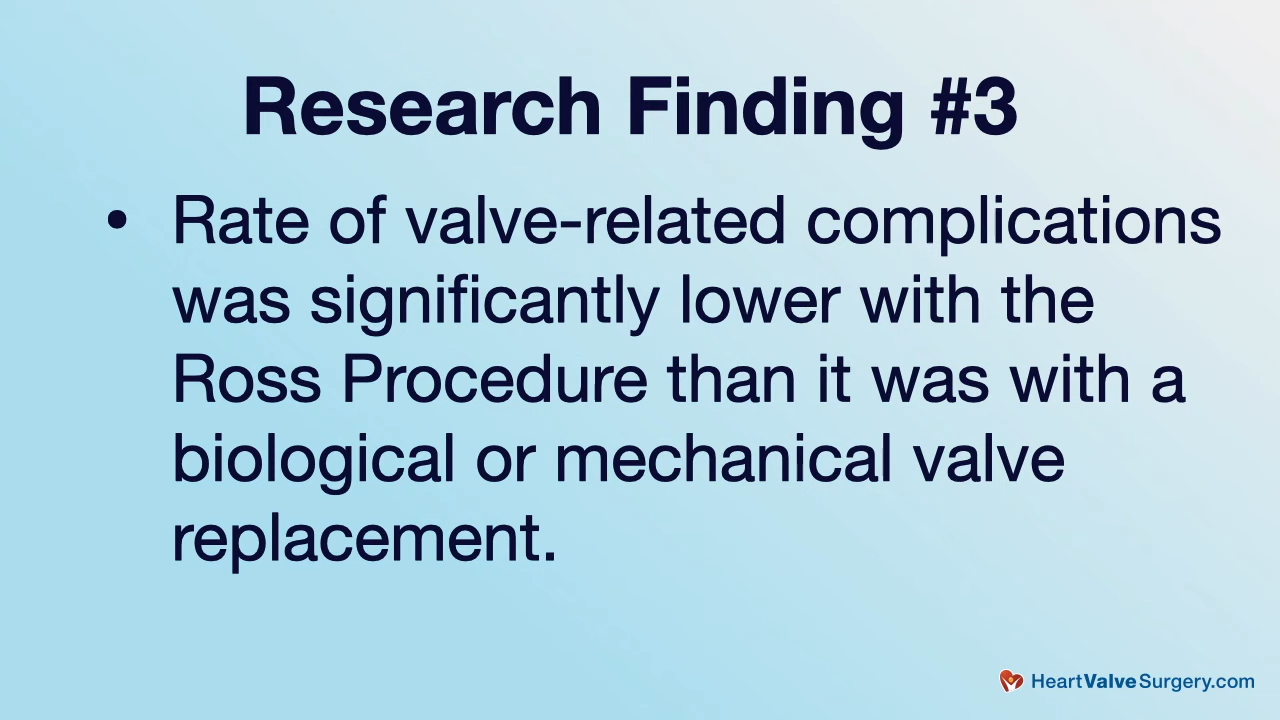 Research Finding #3
• Rate of valve-related complications
was significantly lower with the
Ross Procedure than it was with a
biological or mechanical valve
replacement.
HeartValveSurgery.com